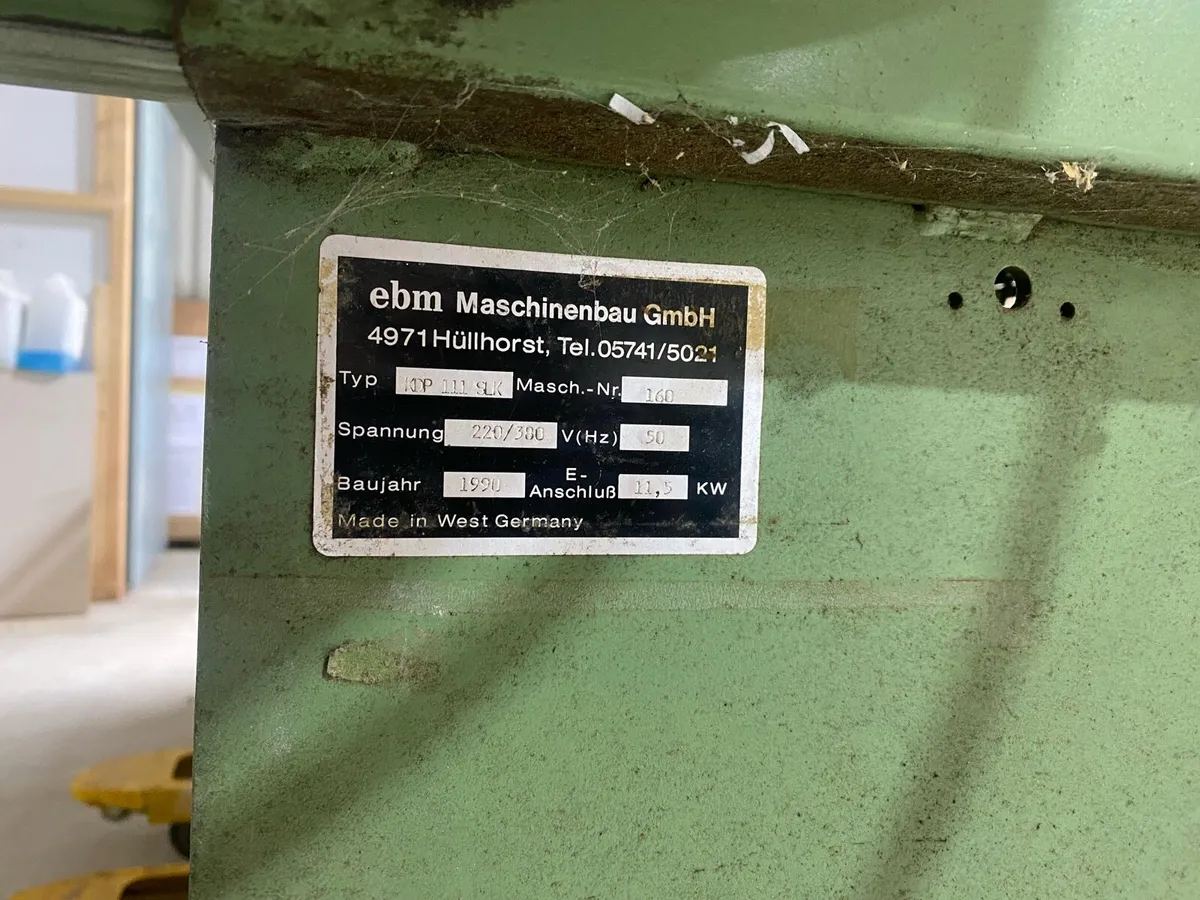 ebm Maschinenbau GmbH
4971 Hüllhorst, Tel. 05741/5021
Typ KDP 111 SLK Masch.-Nr. 160
Spannung 220/380 V(Hz) 50
Baujahr 1990 E-Anschluß 11,5 KW
Made in West Germany